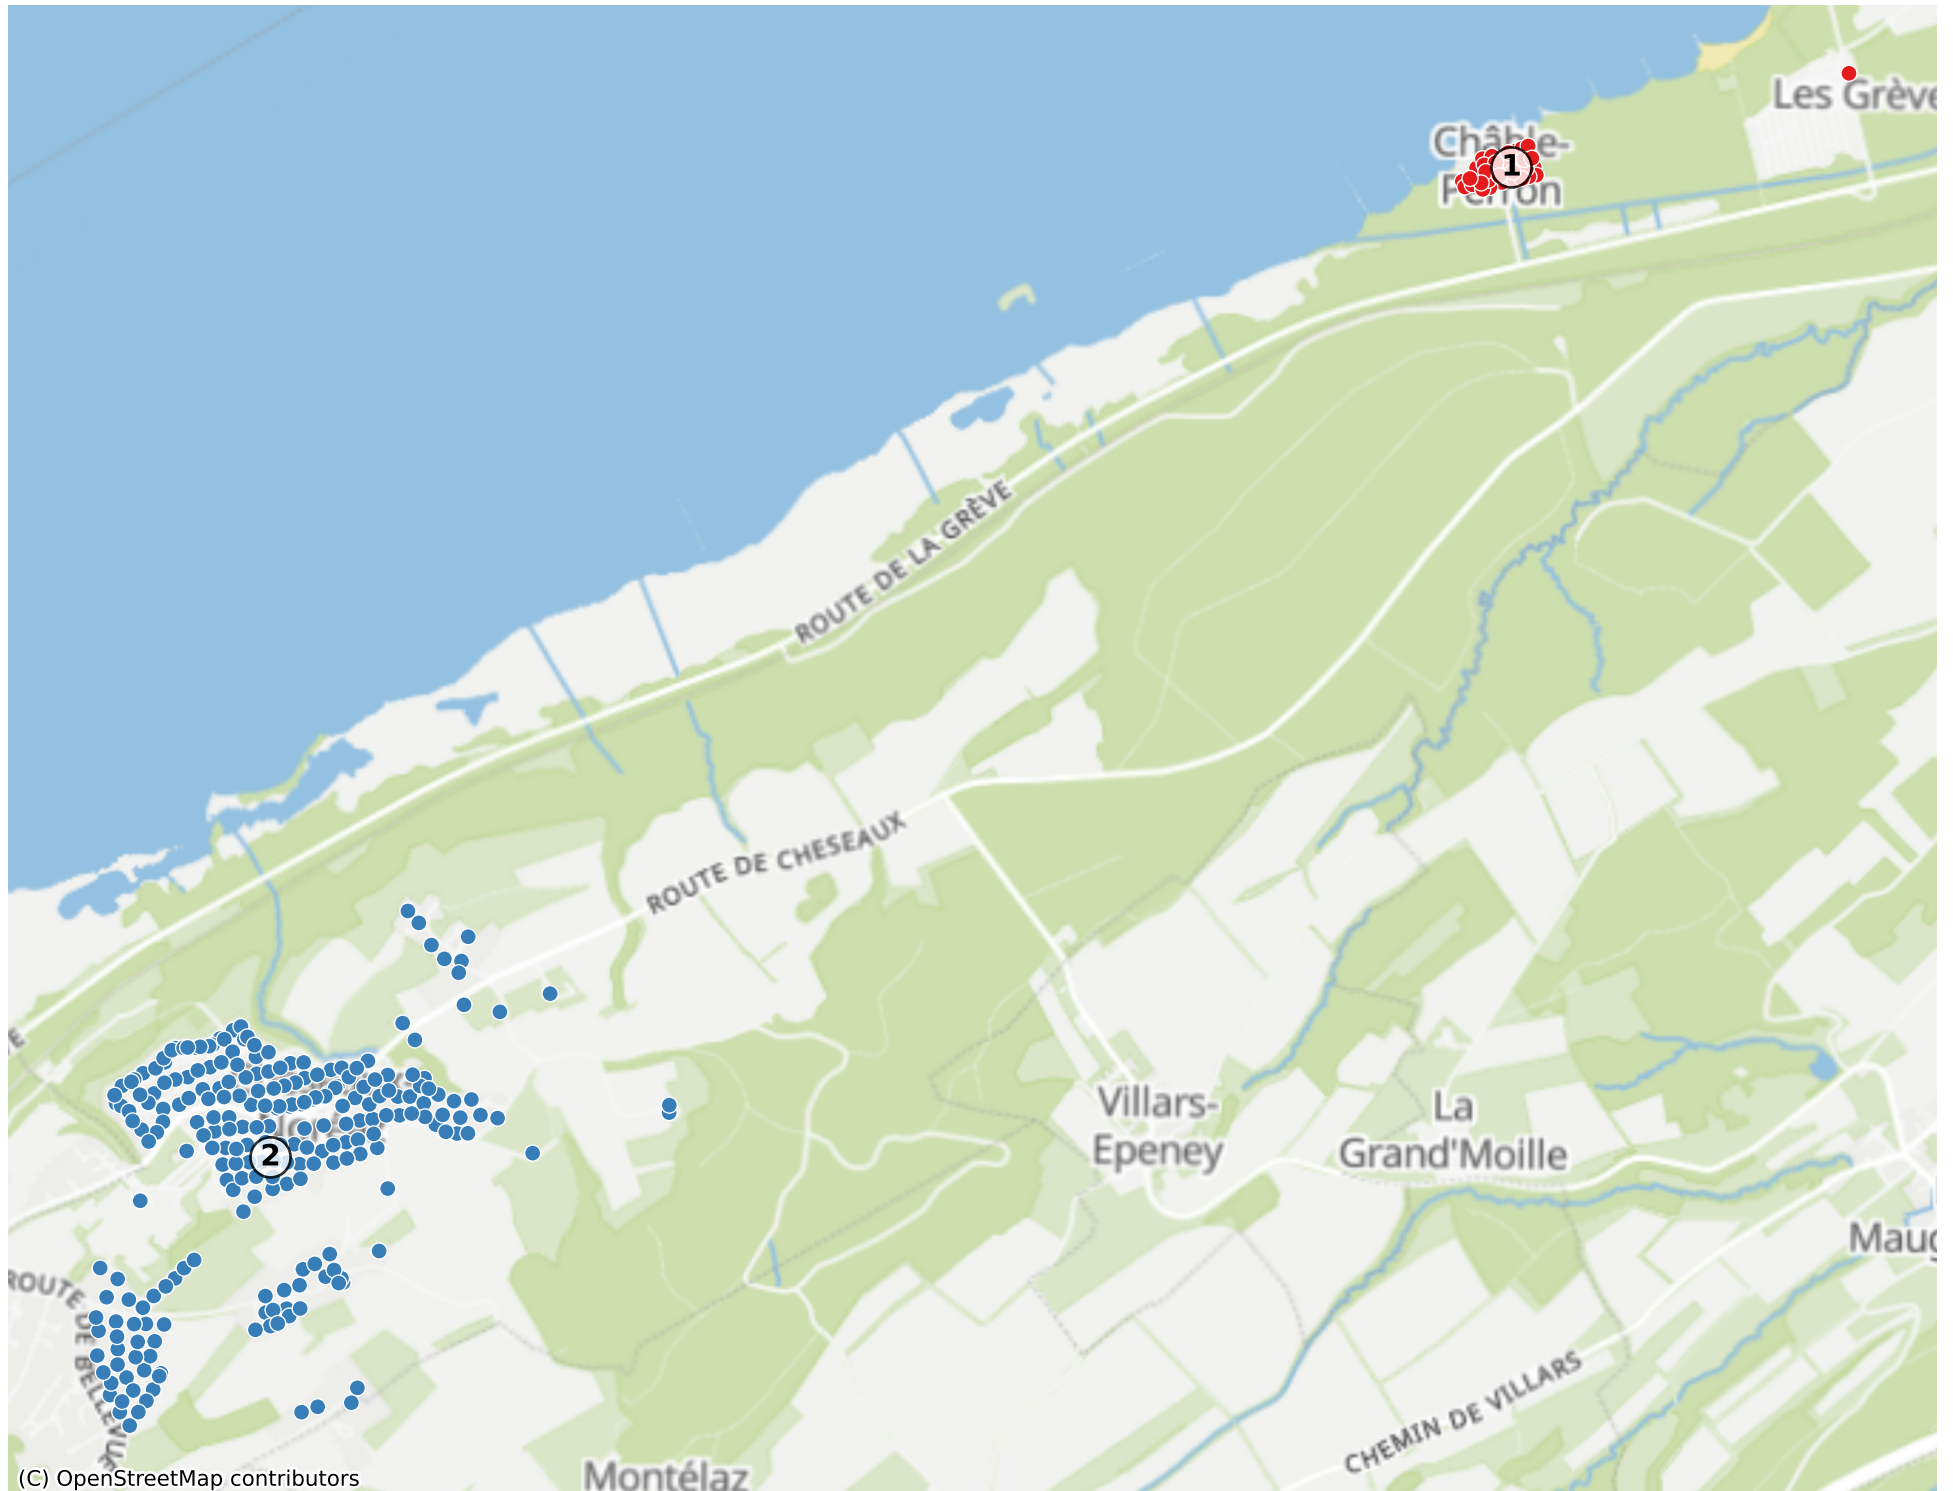 Les Grève
Châble-
Perron
1
ROUTE DE LA GRÈVE
ROUTE DE CHESEAUX
Villars-
Epeney
La
Grand'Moille
2
Maug
ROUTE DE BELLEVUE
CHEMIN DE VILLARS
Montélaz
(C) OpenStreetMap contributors